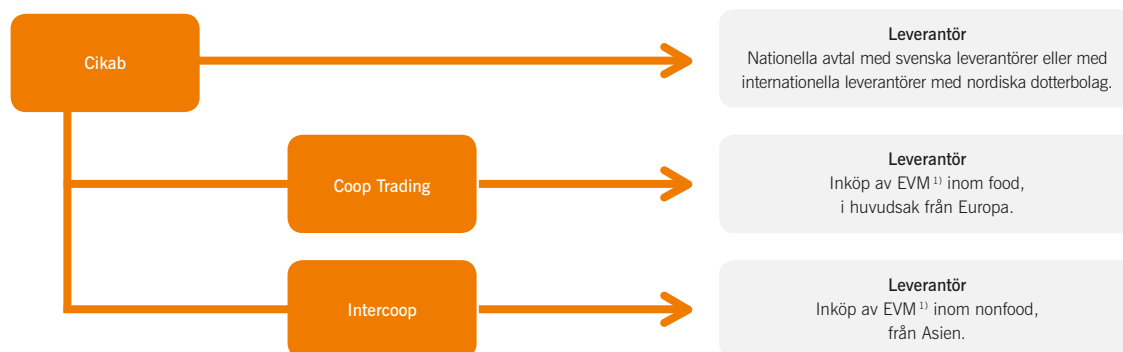 Cikab
Leverantör
Nationella avtal med svenska leverantörer eller med
internationella leverantörer med nordiska dotterbolag.
Coop Trading
Leverantör
Inköp av EVM 1) inom food,
i huvudsak från Europa.
Intercoop
Leverantör
Inköp av EVM 1) inom nonfood,
från Asien.